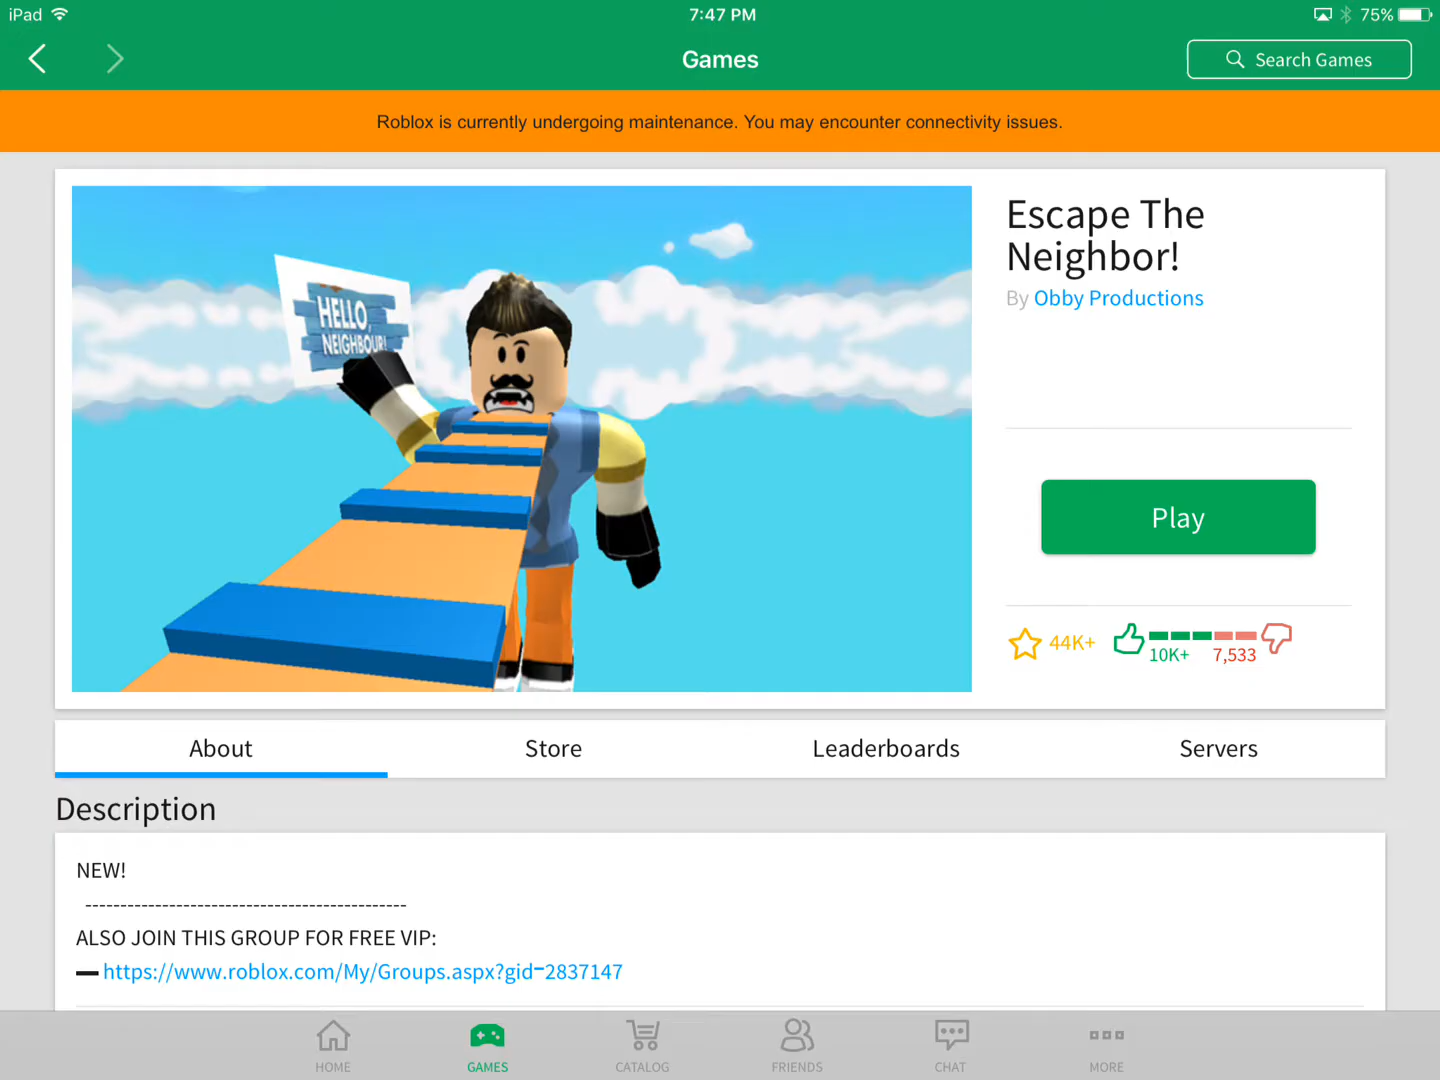 iPad
7:47 PM
75%
Games
Search Games
Roblox is currently undergoing maintenance. You may encounter connectivity issues.
HELLO,
NEIGHBOUR!
Escape The
Neighbor!
By Obby Productions
Play
44K+
10K+
7,533
About
Store
Leaderboards
Servers
Description
NEW!
----------------------------------------------
ALSO JOIN THIS GROUP FOR FREE VIP:
▬ https://www.roblox.com/My/Groups.aspx?gid=2837147
HOME
GAMES
CATALOG
FRIENDS
CHAT
MORE